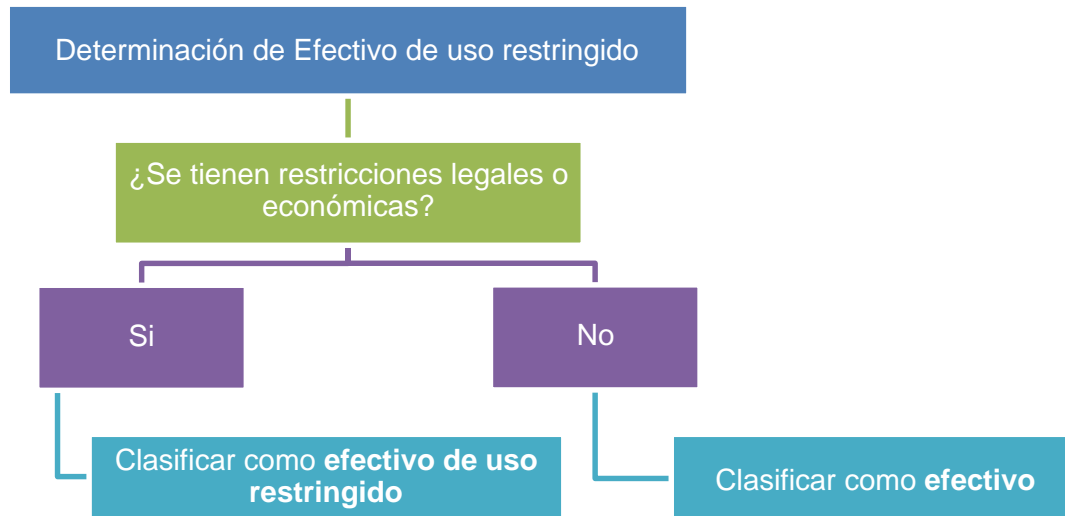 Determinación de Efectivo de uso restringido
¿Se tienen restricciones legales o
económicas?
Si
No
Clasificar como efectivo de uso
restringido
Clasificar como efectivo